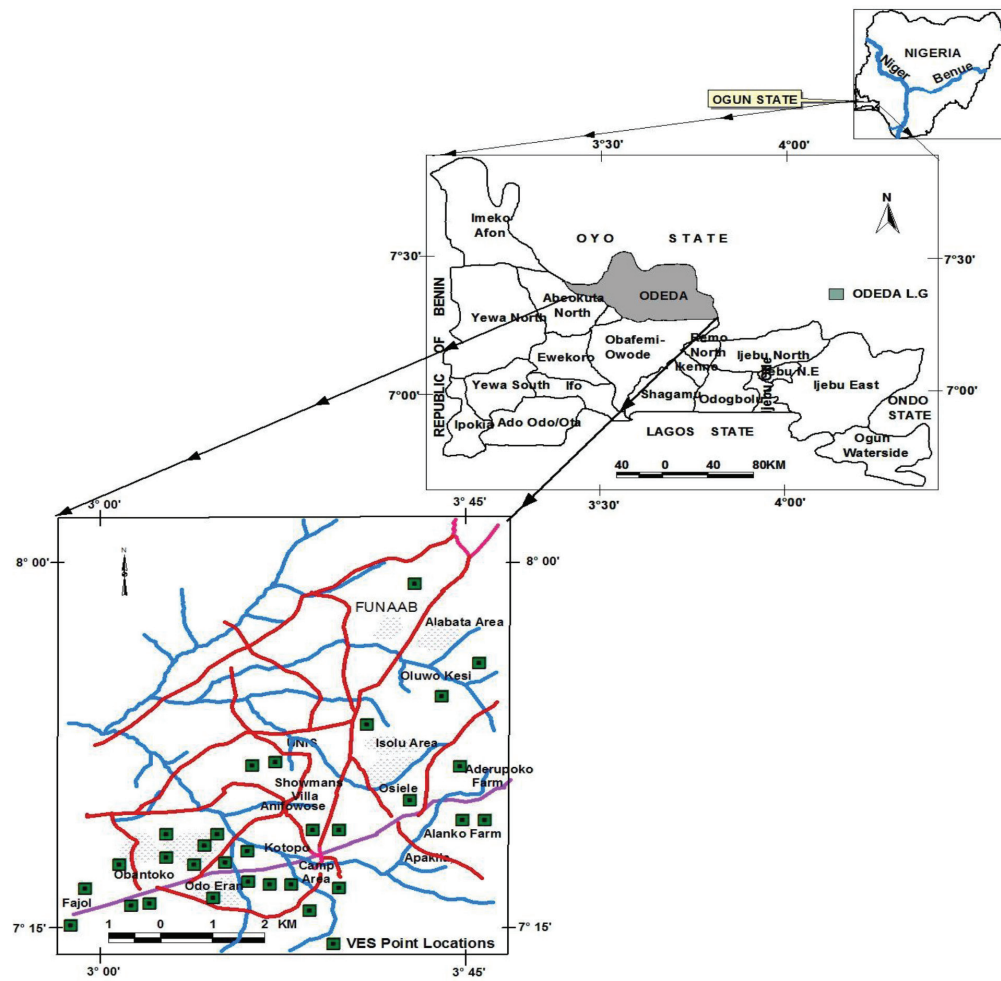 NIGERIA
Niger
Benue
OGUN STATE
3°30'
4°00'
N
Imeko
Afon
OYO STATE
7°30'
7°30'
ODEDA
ODEDA L.G
Abeokuta
North
Yewa North
REPUBLIC OF BENIN
Obafemi-
Owode
Remo
North
Ijebu North
Ewekoro
Ikenne
Ijebu N.E
Ijebu East
Yewa South
Ifo
Shagamu
Odogbolu
7°00'
7°00'
ONDO
STATE
Ipokia
Ado Odo/Ota
LAGOS STATE
Ogun
Waterside
40 0 40 80KM
3°30'
4°00'
3° 00'
3° 45'
8° 00'
8° 00'
N
FUNAAB
Alabata Area
Oluwo Kesi
UNIS
Isolu Area
Showmans
Villa
Osiele
Aderupoko
Farm
Anifowose
Alanko Farm
Kotopo
Apakila
Camp
Area
Obantoko
Odo Eran
Fajol
1 0 1 2 KM
7° 15'
7° 15'
VES Point Locations
3° 00'
3° 45'